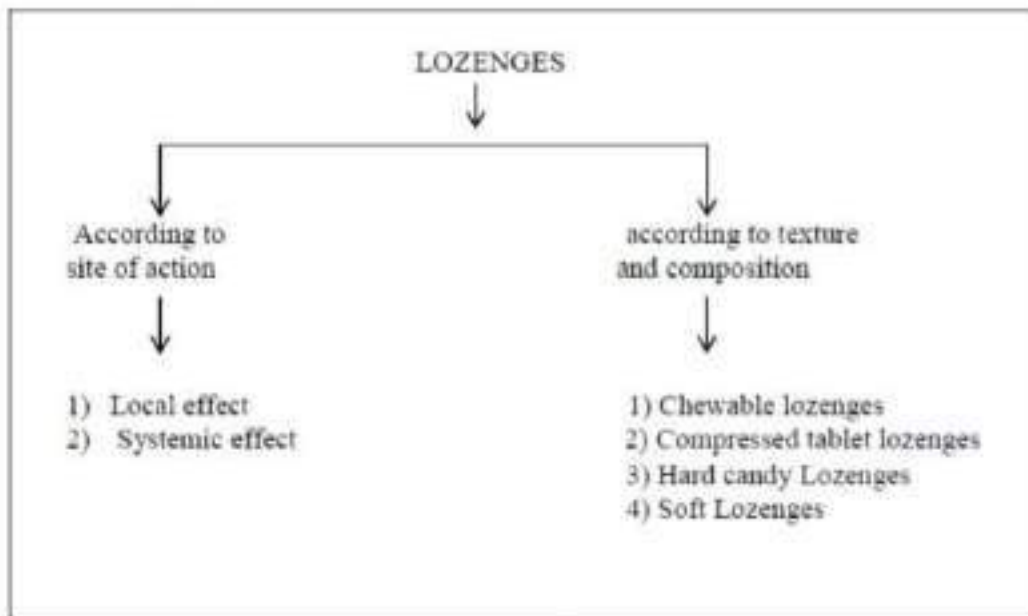 LOZENGES
According to
site of action
according to texture
and composition
1) Local effect
2) Systemic effect
1) Chewable lozenges
2) Compressed tablet lozenges
3) Hard candy Lozenges
4) Soft Lozenges